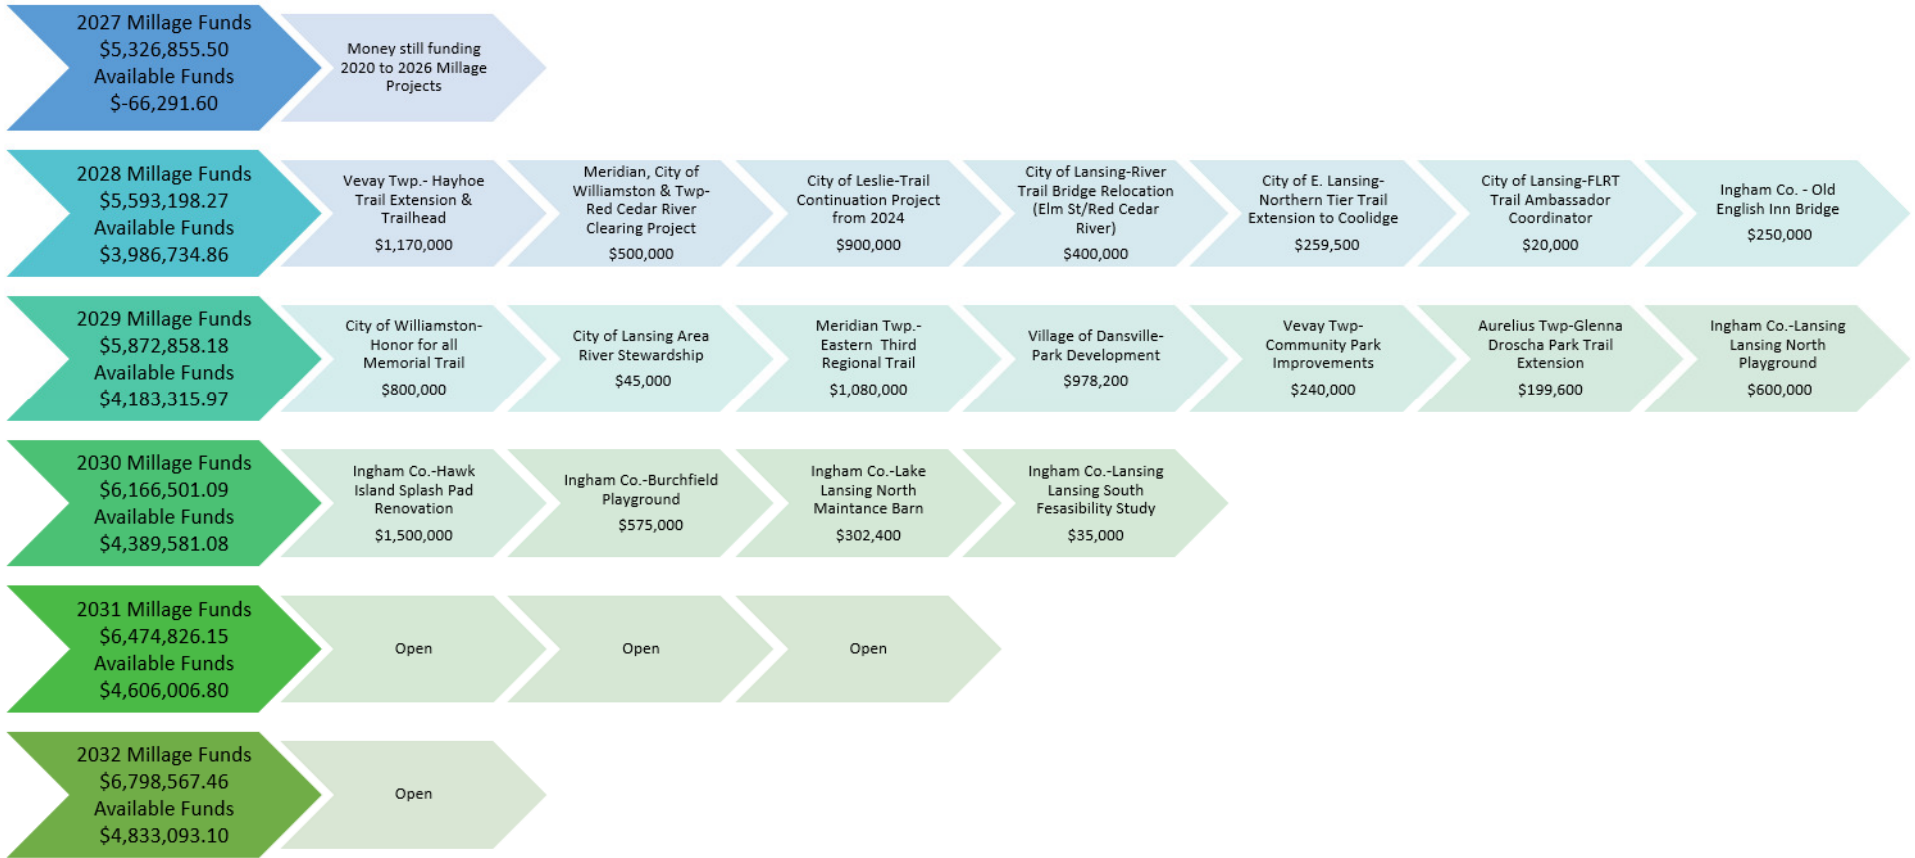 2027 Millage Funds
$5,326,855.50
Available Funds
$-66,291.60
Money still funding
2020 to 2026 Millage
Projects
2028 Millage Funds
$5,593,198.27
Available Funds
$3,986,734.86
Vevay Twp.- Hayhoe
Trail Extension &
Trailhead
$1,170,000
Meridian, City of
Williamston & Twp-
Red Cedar River
Clearing Project
$500,000
City of Leslie-Trail
Continuation Project
from 2024
$900,000
City of Lansing-River
Trail Bridge Relocation
(Elm St/Red Cedar
River)
$400,000
City of E. Lansing-
Northern Tier Trail
Extension to Coolidge
$259,500
City of Lansing-FLRT
Trail Ambassador
Coordinator
$20,000
Ingham Co. - Old
English Inn Bridge
$250,000
2029 Millage Funds
$5,872,858.18
Available Funds
$4,183,315.97
City of Williamston-
Honor for all
Memorial Trail
$800,000
City of Lansing Area
River Stewardship
$45,000
Meridian Twp.-
Eastern Third
Regional Trail
$1,080,000
Village of Dansville-
Park Development
$978,200
Vevay Twp-
Community Park
Improvements
$240,000
Aurelius Twp-Glenna
Droscha Park Trail
Extension
$199,600
Ingham Co.-Lansing
Lansing North
Playground
$600,000
2030 Millage Funds
$6,166,501.09
Available Funds
$4,389,581.08
Ingham Co.-Hawk
Island Splash Pad
Renovation
$1,500,000
Ingham Co.-Burchfield
Playground
$575,000
Ingham Co.-Lake
Lansing North
Maintance Barn
$302,400
Ingham Co.-Lansing
Lansing South
Fesasibility Study
$35,000
2031 Millage Funds
$6,474,826.15
Available Funds
$4,606,006.80
Open
Open
Open
2032 Millage Funds
$6,798,567.46
Available Funds
$4,833,093.10
Open